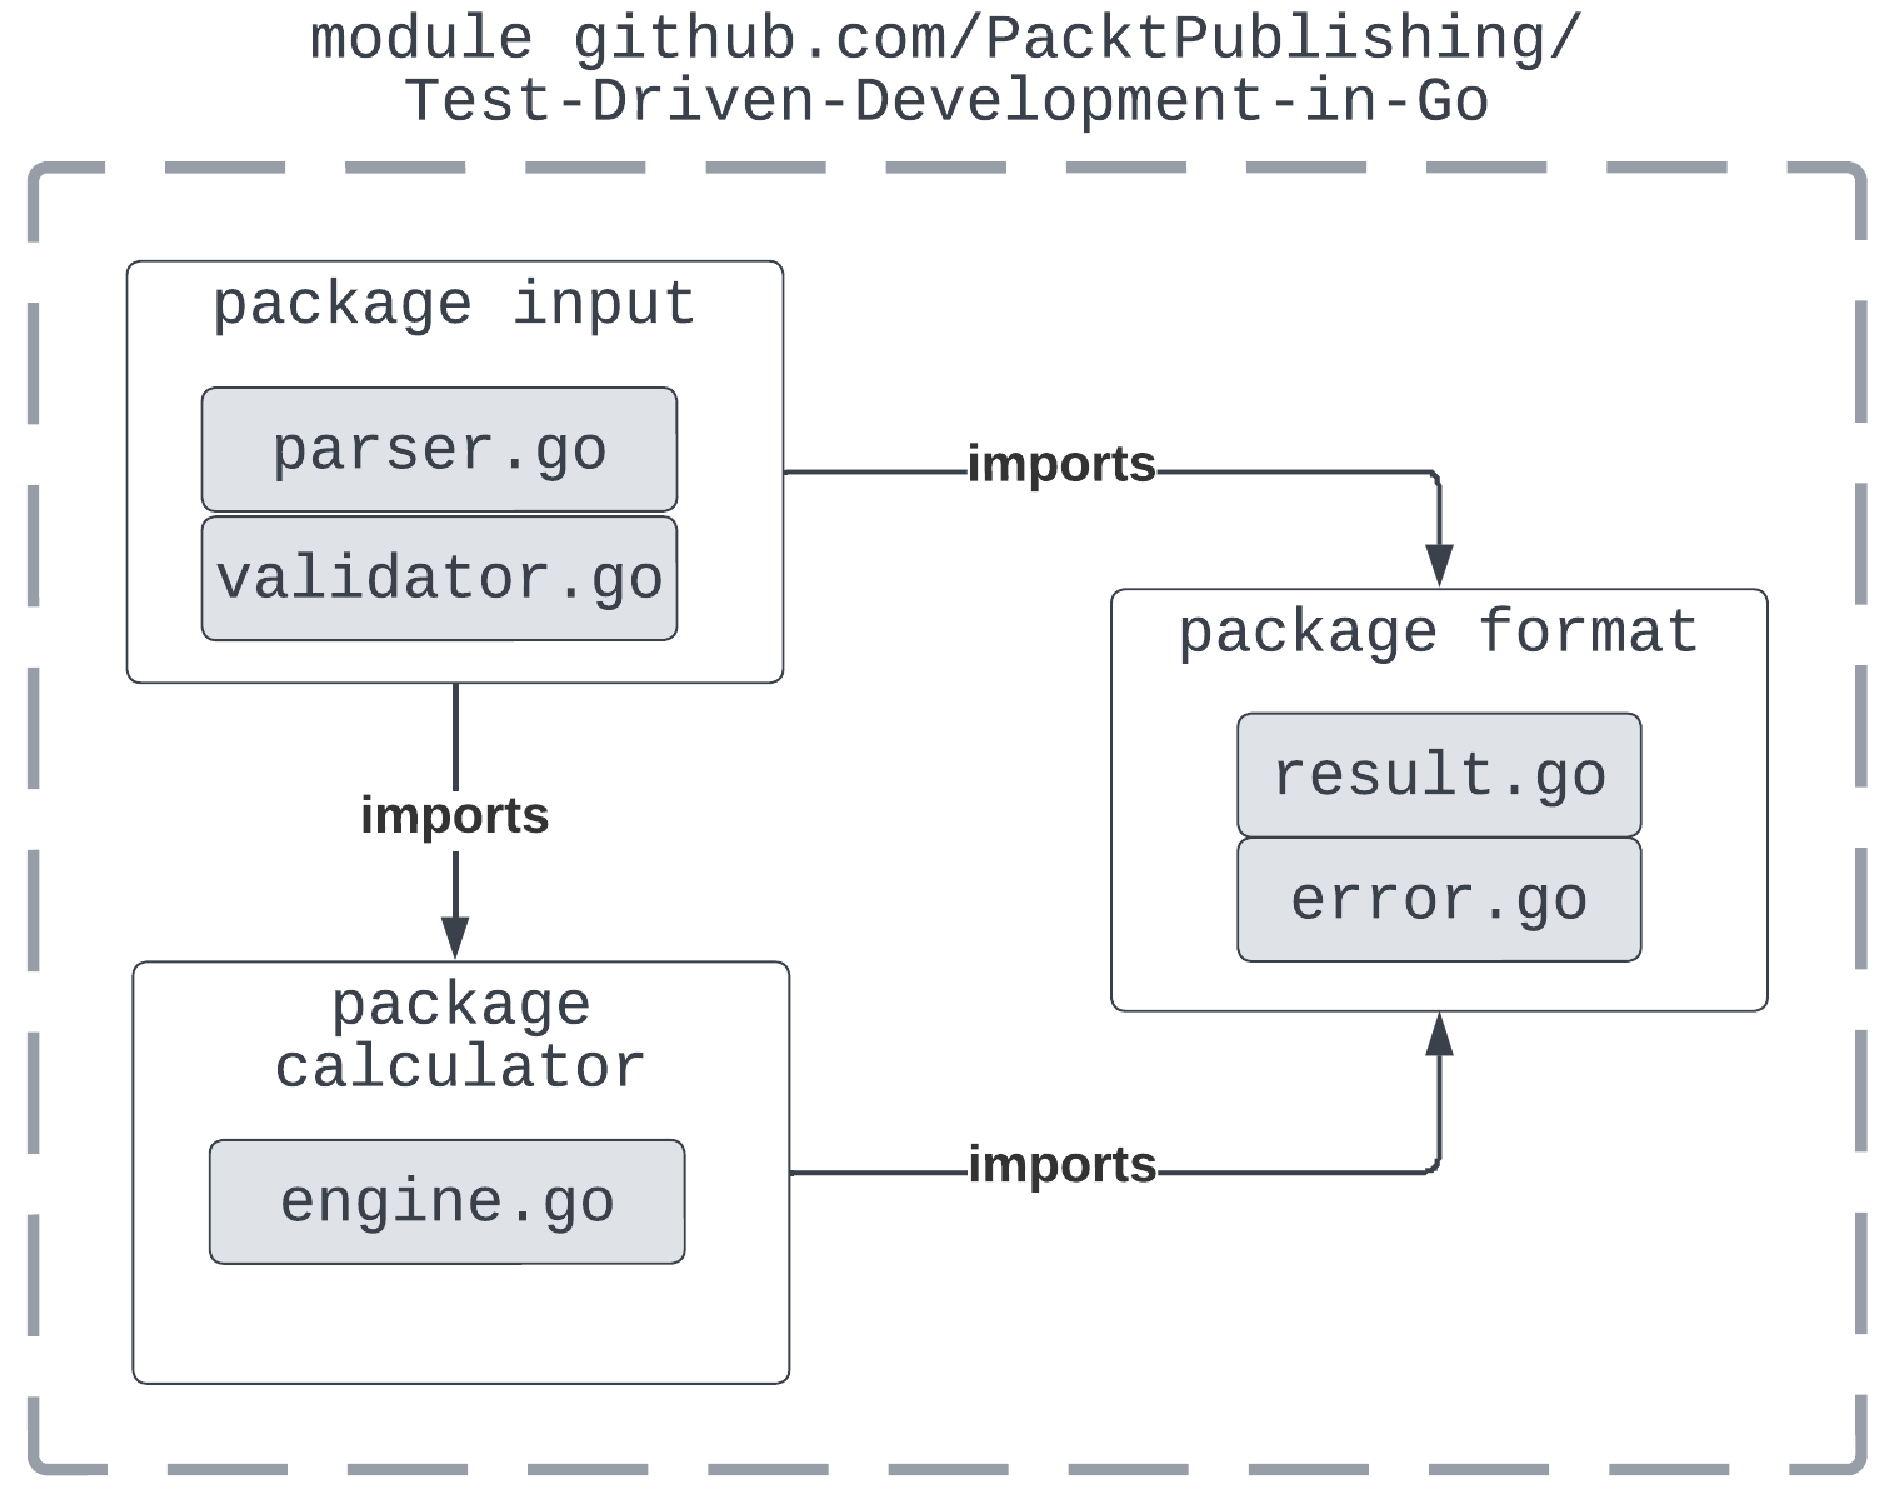 module github.com/PacktPublishing/
Test-Driven-Development-in-Go
package input
parser.go
validator.go
imports
package format
result.go
error.go
imports
package
calculator
engine.go
imports